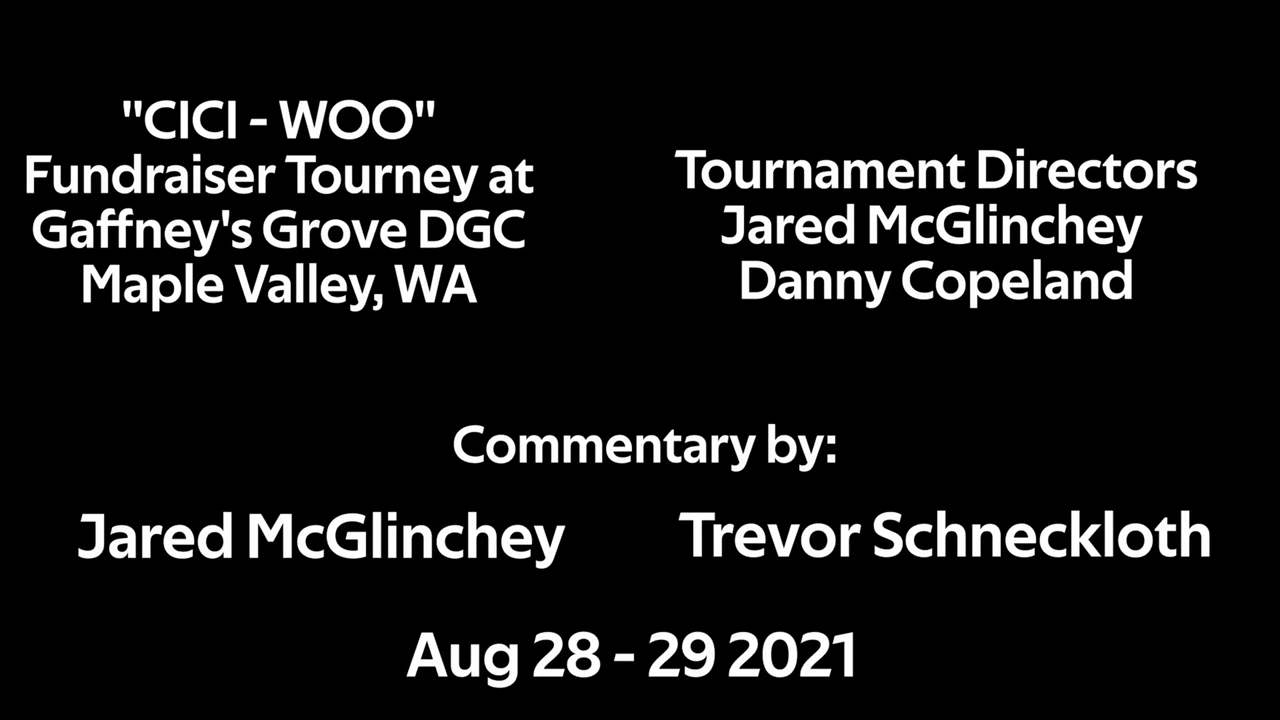 "CICI - WOO"
Fundraiser Tourney at
Gaffney's Grove DGC
Maple Valley, WA
Tournament Directors
Jared McGlinchey
Danny Copeland
Commentary by:
Jared McGlinchey
Trevor Schneckloth
Aug 28 - 29 2021